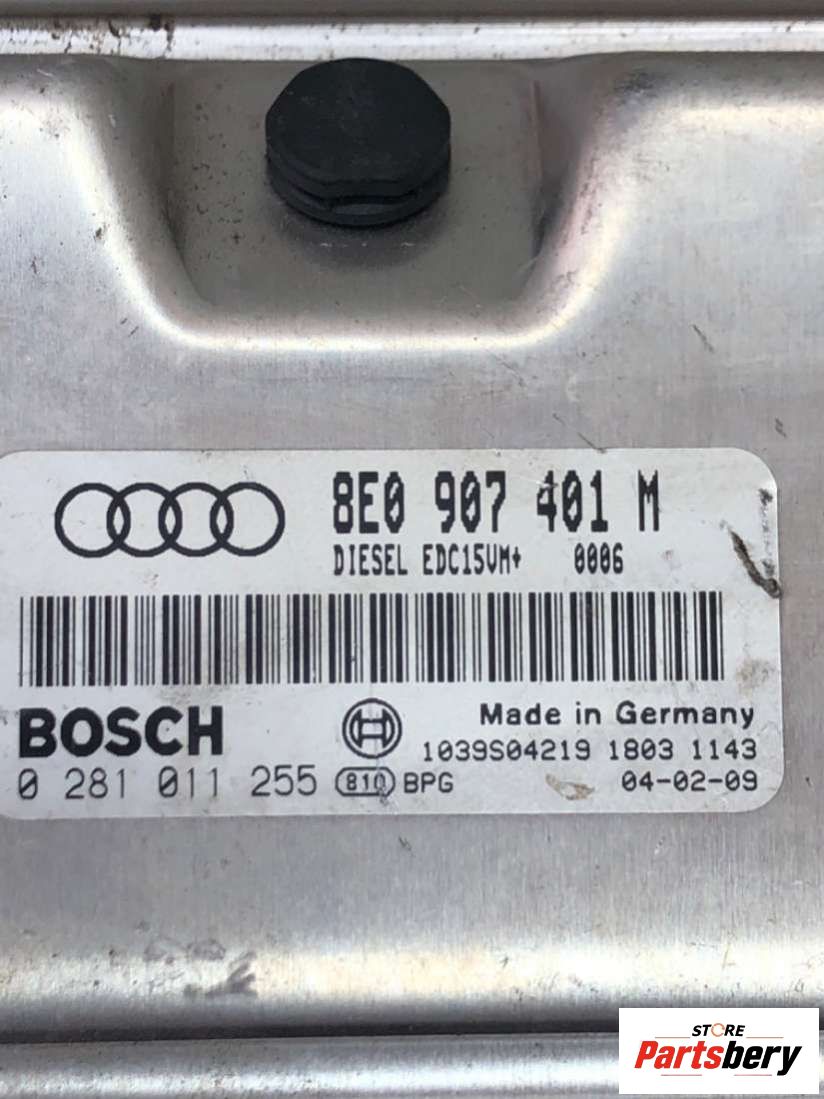 8E0 907 401 M
DIESEL EDC15VM+ 0006
BOSCH
Made in Germany
1039S04219 1803 1143
0 281 011 255 810 BPG 04-02-09
STORE
Partsbery